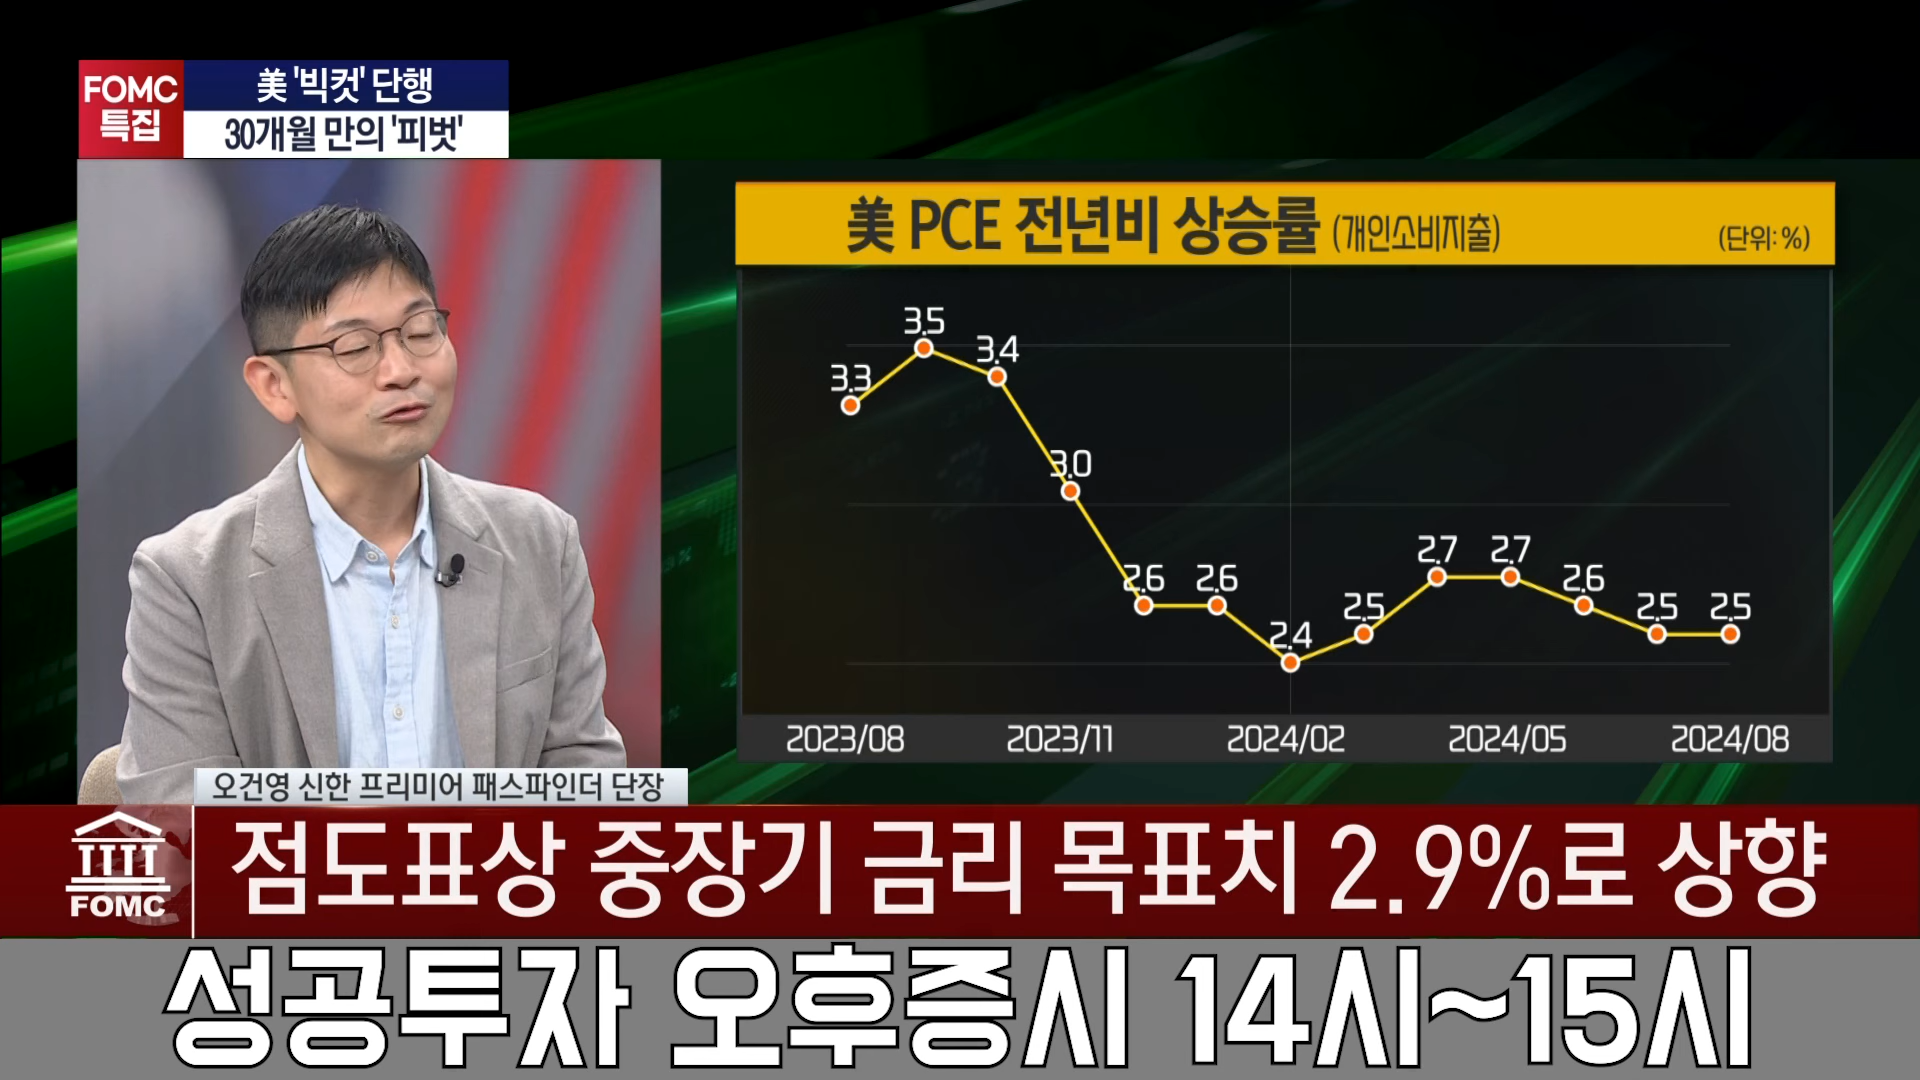 FOMC
특집
美 '빅컷' 단행
30개월 만의 '피벗'
美 PCE 전년비 상승률 (개인소비지출) (단위:%)
3.3
3.5
3.4
3.0
2.6
2.6
2.4
2.5
2.7
2.7
2.6
2.5
2.5
2023/08 2023/11 2024/02 2024/05 2024/08
오건영 신한 프리미어 패스파인더 단장
FOMC
점도표상 중장기 금리 목표치 2.9%로 상향
성공투자 오후증시 14시~15시